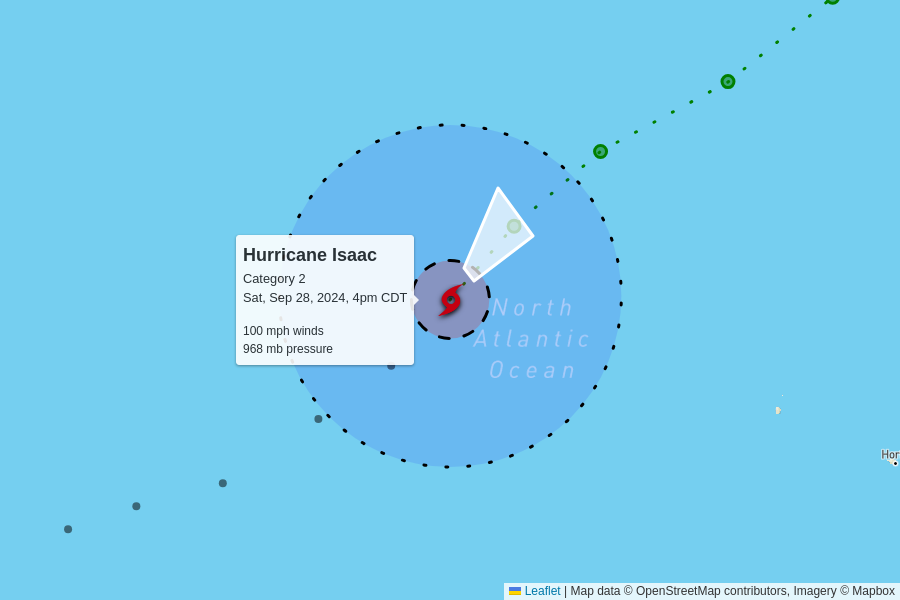 Hurricane Isaac
Category 2
Sat, Sep 28, 2024, 4pm CDT
100 mph winds
968 mb pressure
North
Atlantic
Ocean
Hor
Leaflet | Map data © OpenStreetMap contributors, Imagery © Mapbox